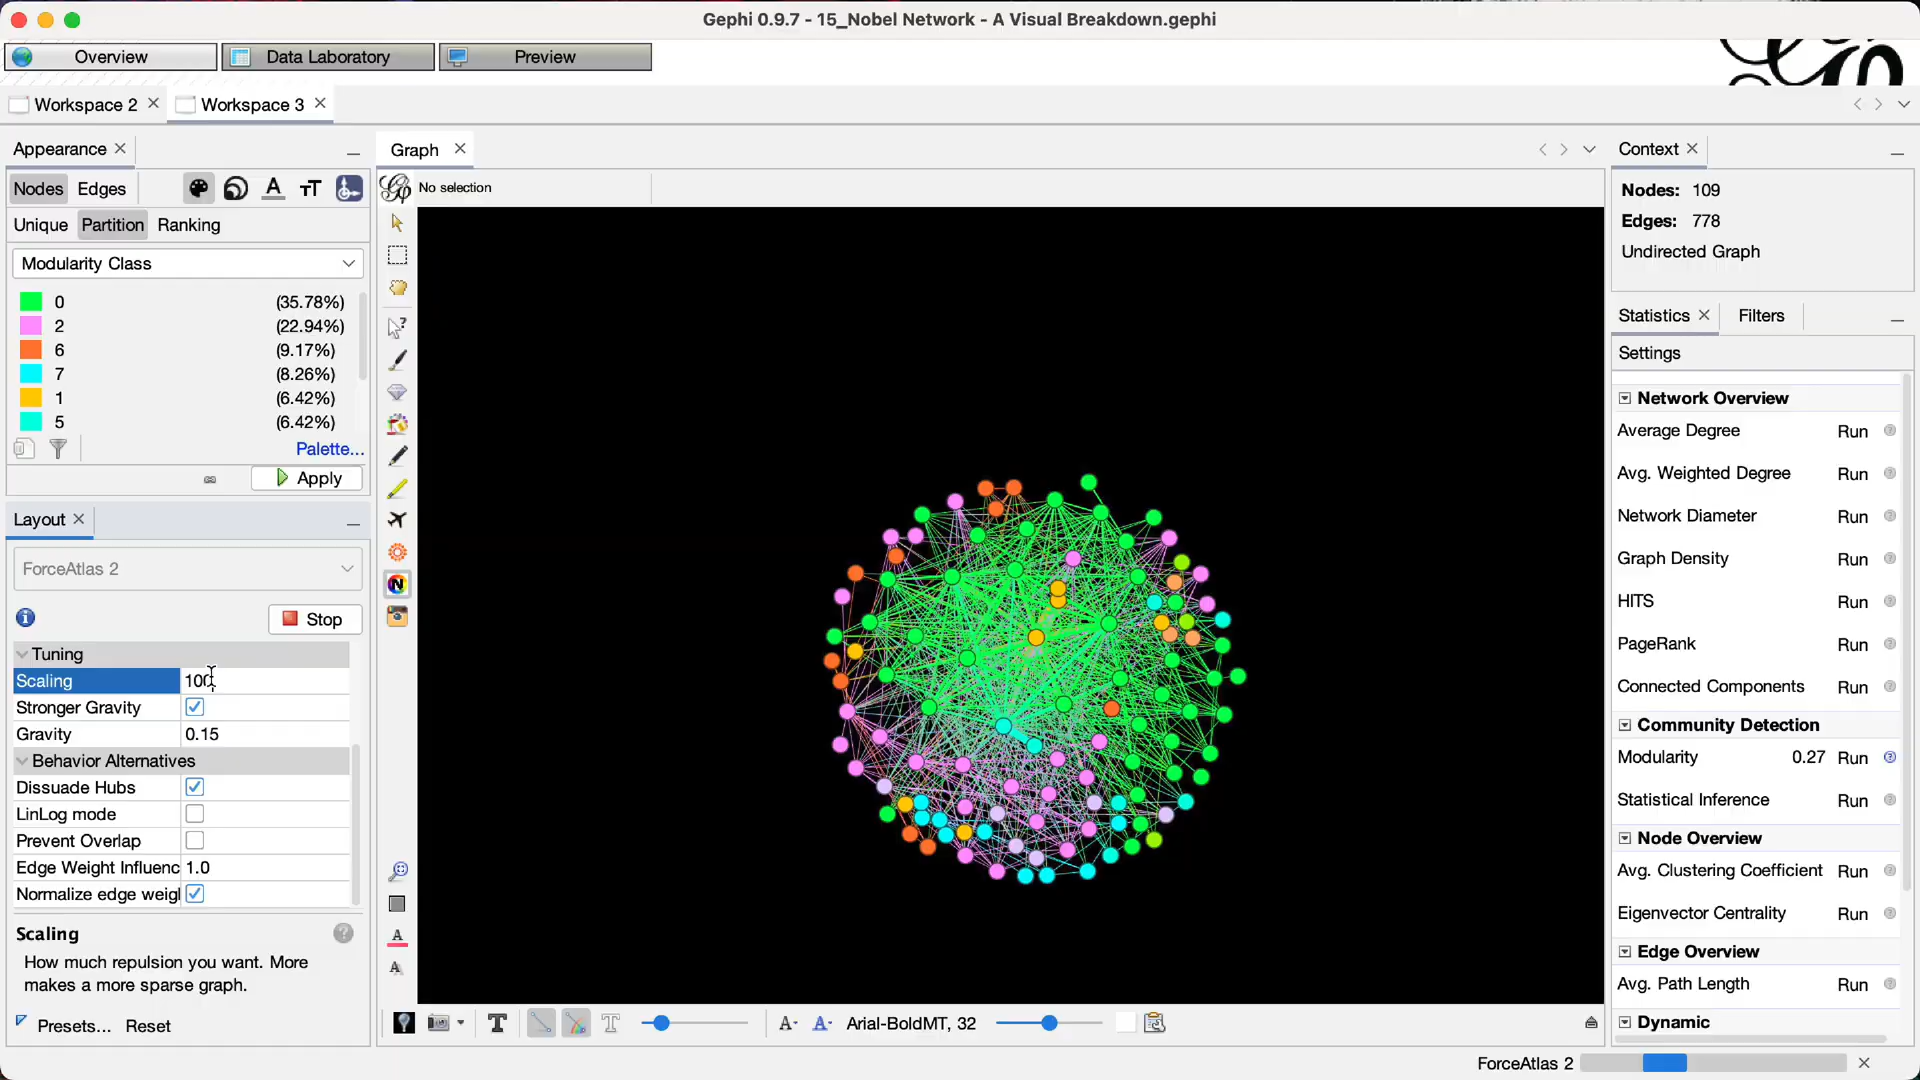 Gephi 0.9.7 - 15_Nobel Network - A Visual Breakdown.gephi
Overview Data Laboratory Preview
Workspace 2 Workspace 3
Appearance
Nodes Edges A TT
Unique Partition Ranking
Modularity Class
0 (35.78%)
2 (22.94%)
6 (9.17%)
7 (8.26%)
1 (6.42%)
5 (6.42%)
Palette...
Apply
Layout
ForceAtlas 2
Stop
Tuning
Scaling 100
Stronger Gravity
Gravity 0.15
Behavior Alternatives
Dissuade Hubs
LinLog mode
Prevent Overlap
Edge Weight Influenc 1.0
Normalize edge weigl
Scaling
How much repulsion you want. More
makes a more sparse graph.
Presets... Reset
Graph
No selection
T T A- A- Arial-BoldMT, 32
Context
Nodes: 109
Edges: 778
Undirected Graph
Statistics Filters
Settings
Network Overview
Average Degree Run
Avg. Weighted Degree Run
Network Diameter Run
Graph Density Run
HITS Run
PageRank Run
Connected Components Run
Community Detection
Modularity 0.27 Run
Statistical Inference Run
Node Overview
Avg. Clustering Coefficient Run
Eigenvector Centrality Run
Edge Overview
Avg. Path Length Run
Dynamic
ForceAtlas 2